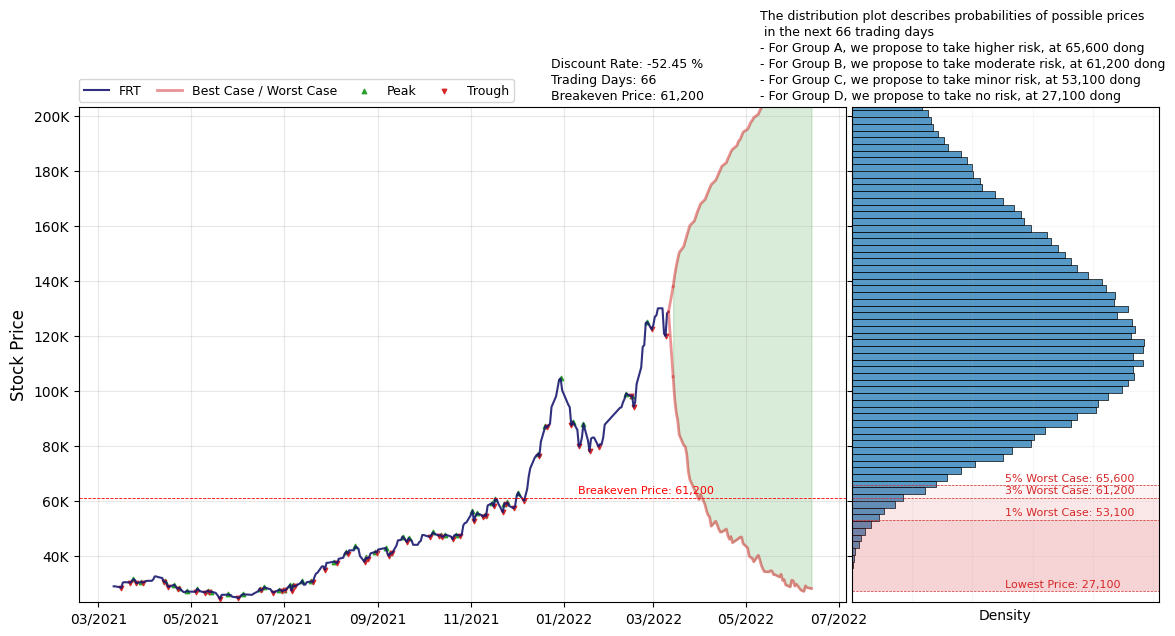 The distribution plot describes probabilities of possible prices
in the next 66 trading days
- For Group A, we propose to take higher risk, at 65,600 dong
- For Group B, we propose to take moderate risk, at 61,200 dong
- For Group C, we propose to take minor risk, at 53,100 dong
- For Group D, we propose to take no risk, at 27,100 dong
Discount Rate: -52.45 %
Trading Days: 66
Breakeven Price: 61,200
FRT
Best Case / Worst Case
Peak
Trough
Stock Price
200K
180K
160K
140K
120K
100K
80K
60K
40K
Breakeven Price: 61,200
5% Worst Case: 65,600
3% Worst Case: 61,200
1% Worst Case: 53,100
Lowest Price: 27,100
03/2021
05/2021
07/2021
09/2021
11/2021
01/2022
03/2022
05/2022
07/2022
Density